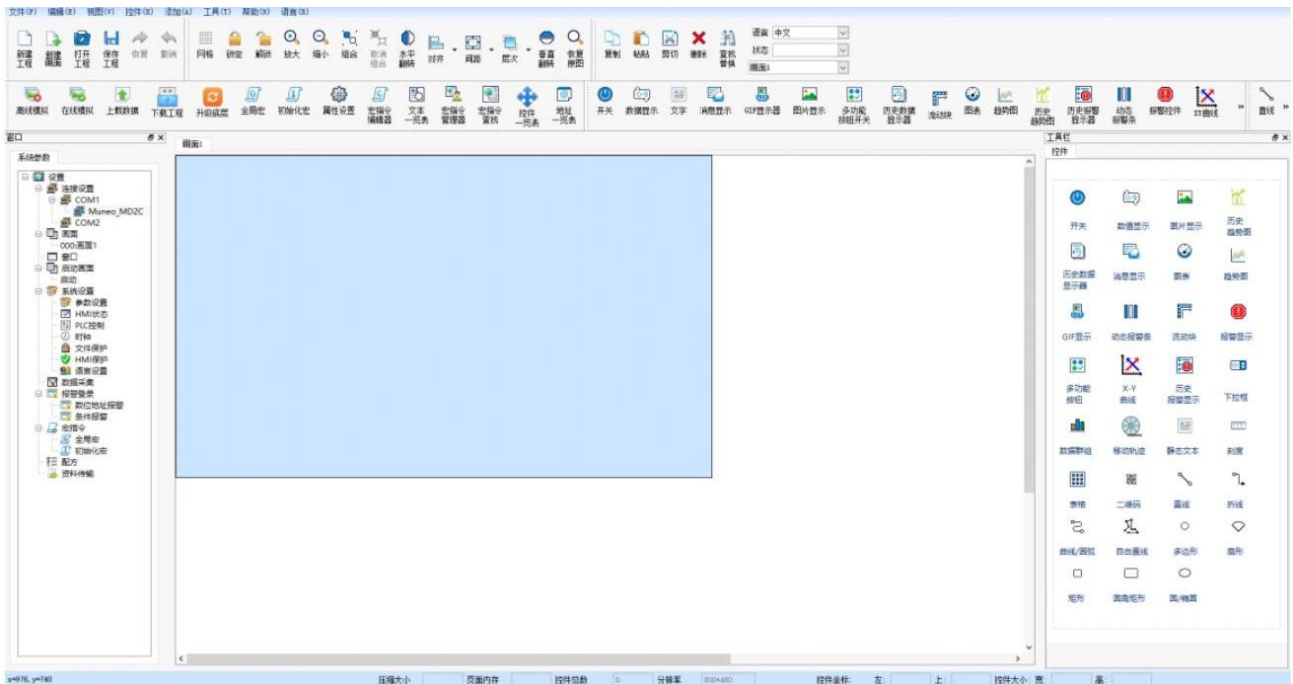 文件(F) 编辑(E) 视图(V) 控件(B) 添加(A) 工具(T) 帮助(H) 语言(G)
新建工程 新建画面 打开工程 保存工程 恢复 撤销 网格 锁定 解锁 放大 缩小 组合 取消组合 水平翻转 对齐 间距 层次 垂直翻转 恢复原图 复制 粘贴 剪切 删除 查找替换
语言 中文
状态
画面:
离线模拟 在线模拟 上载数据 下载工程 升级底层 全局宏 初始化宏 属性设置 宏指令编辑器 文本一览表 宏指令管理器 宏指令查找 控件一览表 地址一览表 开关 数据显示 文字 消息显示 GIF显示器 图片显示 多功能按钮开关 历史数据显示器 流动块 图表 趋势图 历史趋势图 历史报警显示器 动态报警条 报警控件 XY曲线 » 直线 »
窗口
系统参数
设置
连接设置
COM1
Muneo_MD2C
COM2
画面
000:画面1
窗口
启动画面
启动
系统设置
参数设置
HMI状态
PLC控制
时钟
文件保护
HMI保护
语言设置
数据采集
报警登录
数位地址报警
条件报警
宏指令
全局宏
初始化宏
配方
资料传输
画面:
工具栏
控件
开关 数值显示 图片显示 历史趋势图
历史数据显示器 消息显示 图表 趋势图
GIF显示 动态报警条 流动块 报警显示
多功能按钮 X-Y曲线 历史报警显示 下拉框
数据群组 移动轨迹 静态文本 刻度
表格 二维码 直线 折线
曲线/圆弧 自由直线 多边形 扇形
矩形 圆角矩形 圆/椭圆
x=976, y=740 压缩大小 页面内存 控件总数 0 分辨率 800*480 控件坐标: 左: 上: 控件大小: 宽: 高: